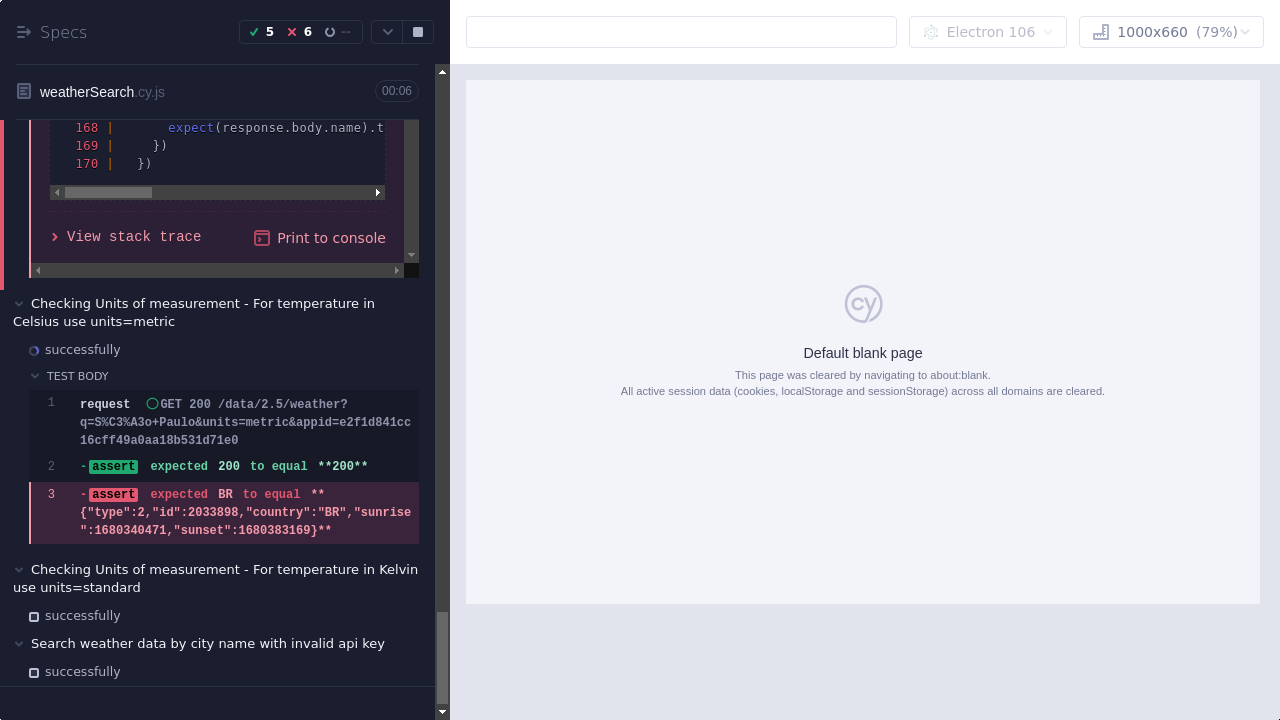 Specs
5
6
--
Electron 106
1000x660 (79%)
weatherSearch.cy.js
00:06
168 | expect(response.body.name).t
169 | })
170 | })
View stack trace
Print to console
Checking Units of measurement - For temperature in
Celsius use units=metric
successfully
TEST BODY
1 request GET 200 /data/2.5/weather?
q=S%C3%A3o+Paulo&units=metric&appid=e2f1d841cc
16cff49a0aa18b531d71e0
2 -assert expected 200 to equal **200**
3 -assert expected BR to equal **
{"type":2,"id":2033898,"country":"BR","sunrise
":1680340471,"sunset":1680383169}**
Checking Units of measurement - For temperature in Kelvin
use units=standard
successfully
Search weather data by city name with invalid api key
successfully
cy
Default blank page
This page was cleared by navigating to about:blank.
All active session data (cookies, localStorage and sessionStorage) across all domains are cleared.